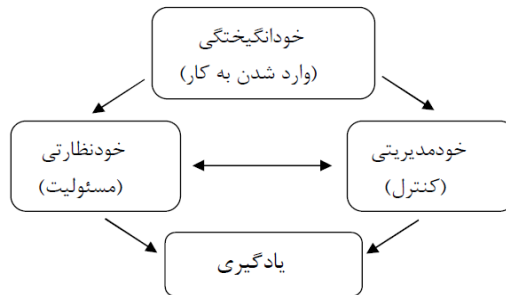 خودانگیختگی
(وارد شدن به کار)
خودمدیریتی
(کنترل)
خودنظارتی
(مسئولیت)
یادگیری